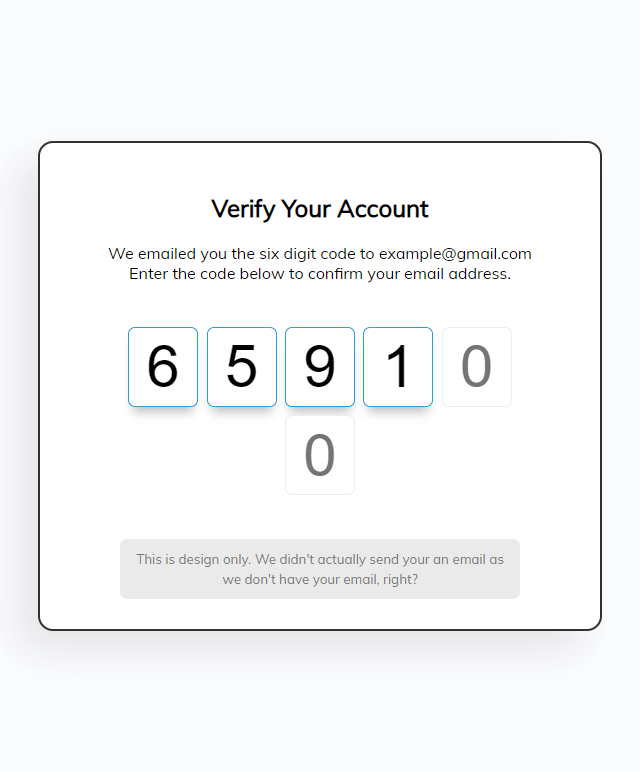 Verify Your Account
We emailed you the six digit code to example@gmail.com
Enter the code below to confirm your email address.
6 5 9 1 0
0
This is design only. We didn't actually send your an email as
we don't have your email, right?